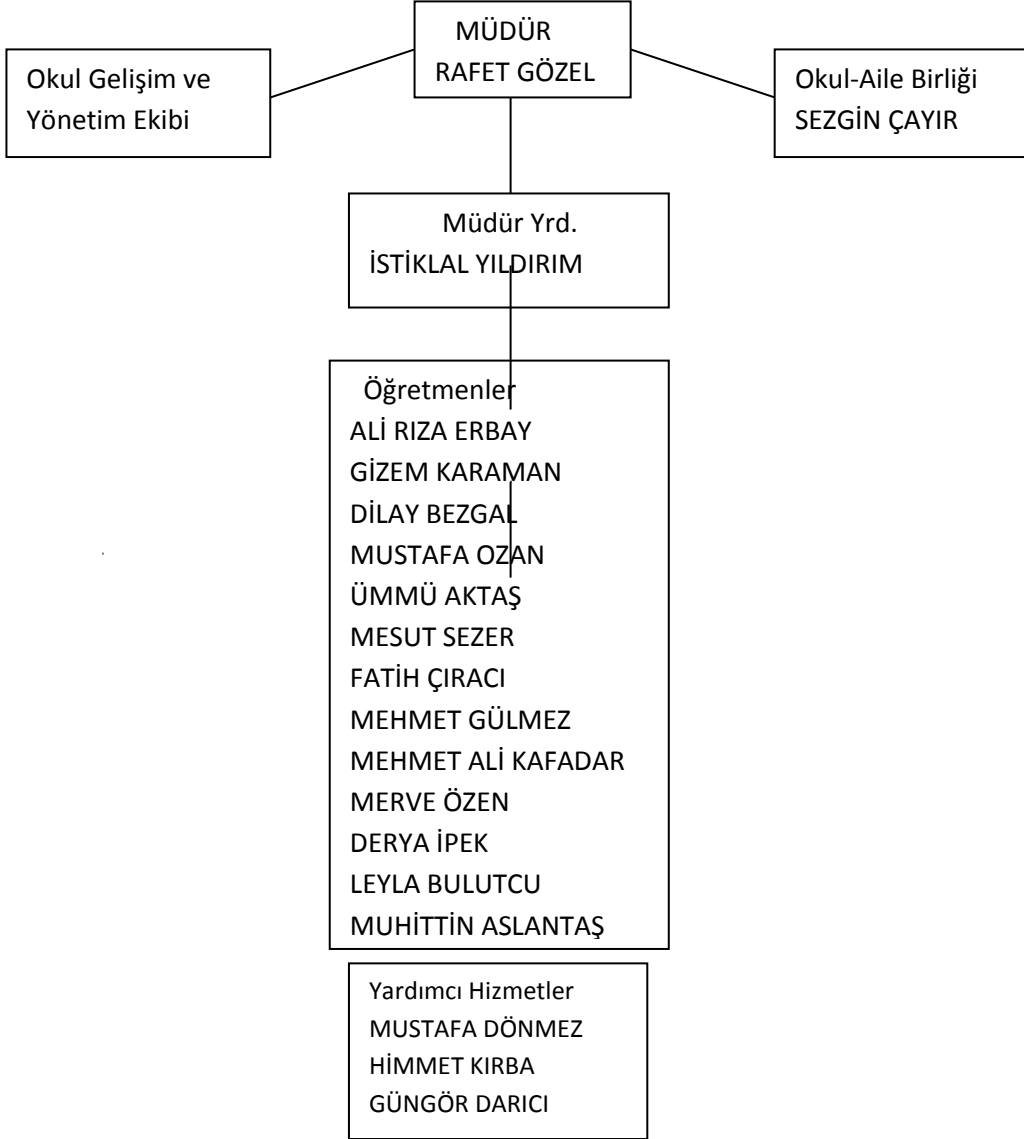 MÜDÜR
RAFET GÖZEL
Okul Gelişim ve
Yönetim Ekibi
Okul-Aile Birliği
SEZGİN ÇAYIR
Müdür Yrd.
İSTİKLAL YILDIRIM
Öğretmenler
ALİ RIZA ERBAY
GİZEM KARAMAN
DİLAY BEZGAL
MUSTAFA OZAN
ÜMMÜ AKTAŞ
MESUT SEZER
FATİH ÇIRACI
MEHMET GÜLMEZ
MEHMET ALİ KAFADAR
MERVE ÖZEN
DERYA İPEK
LEYLA BULUTCU
MUHİTTİN ASLANTAŞ
Yardımcı Hizmetler
MUSTAFA DÖNMEZ
HİMMET KIRBA
GÜNGÖR DARICI